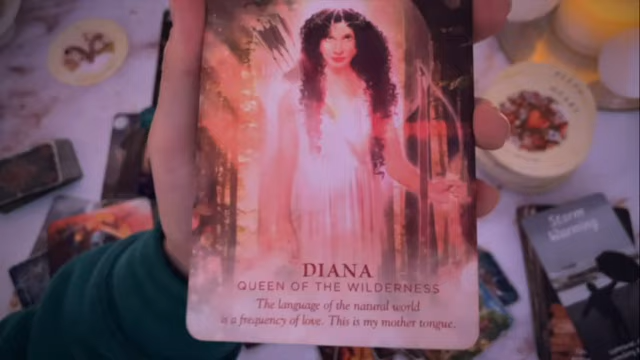 DIANA
QUEEN OF THE WILDERNESS
The language of the natural world
is a frequency of love. This is my mother tongue.
Storm
Warning